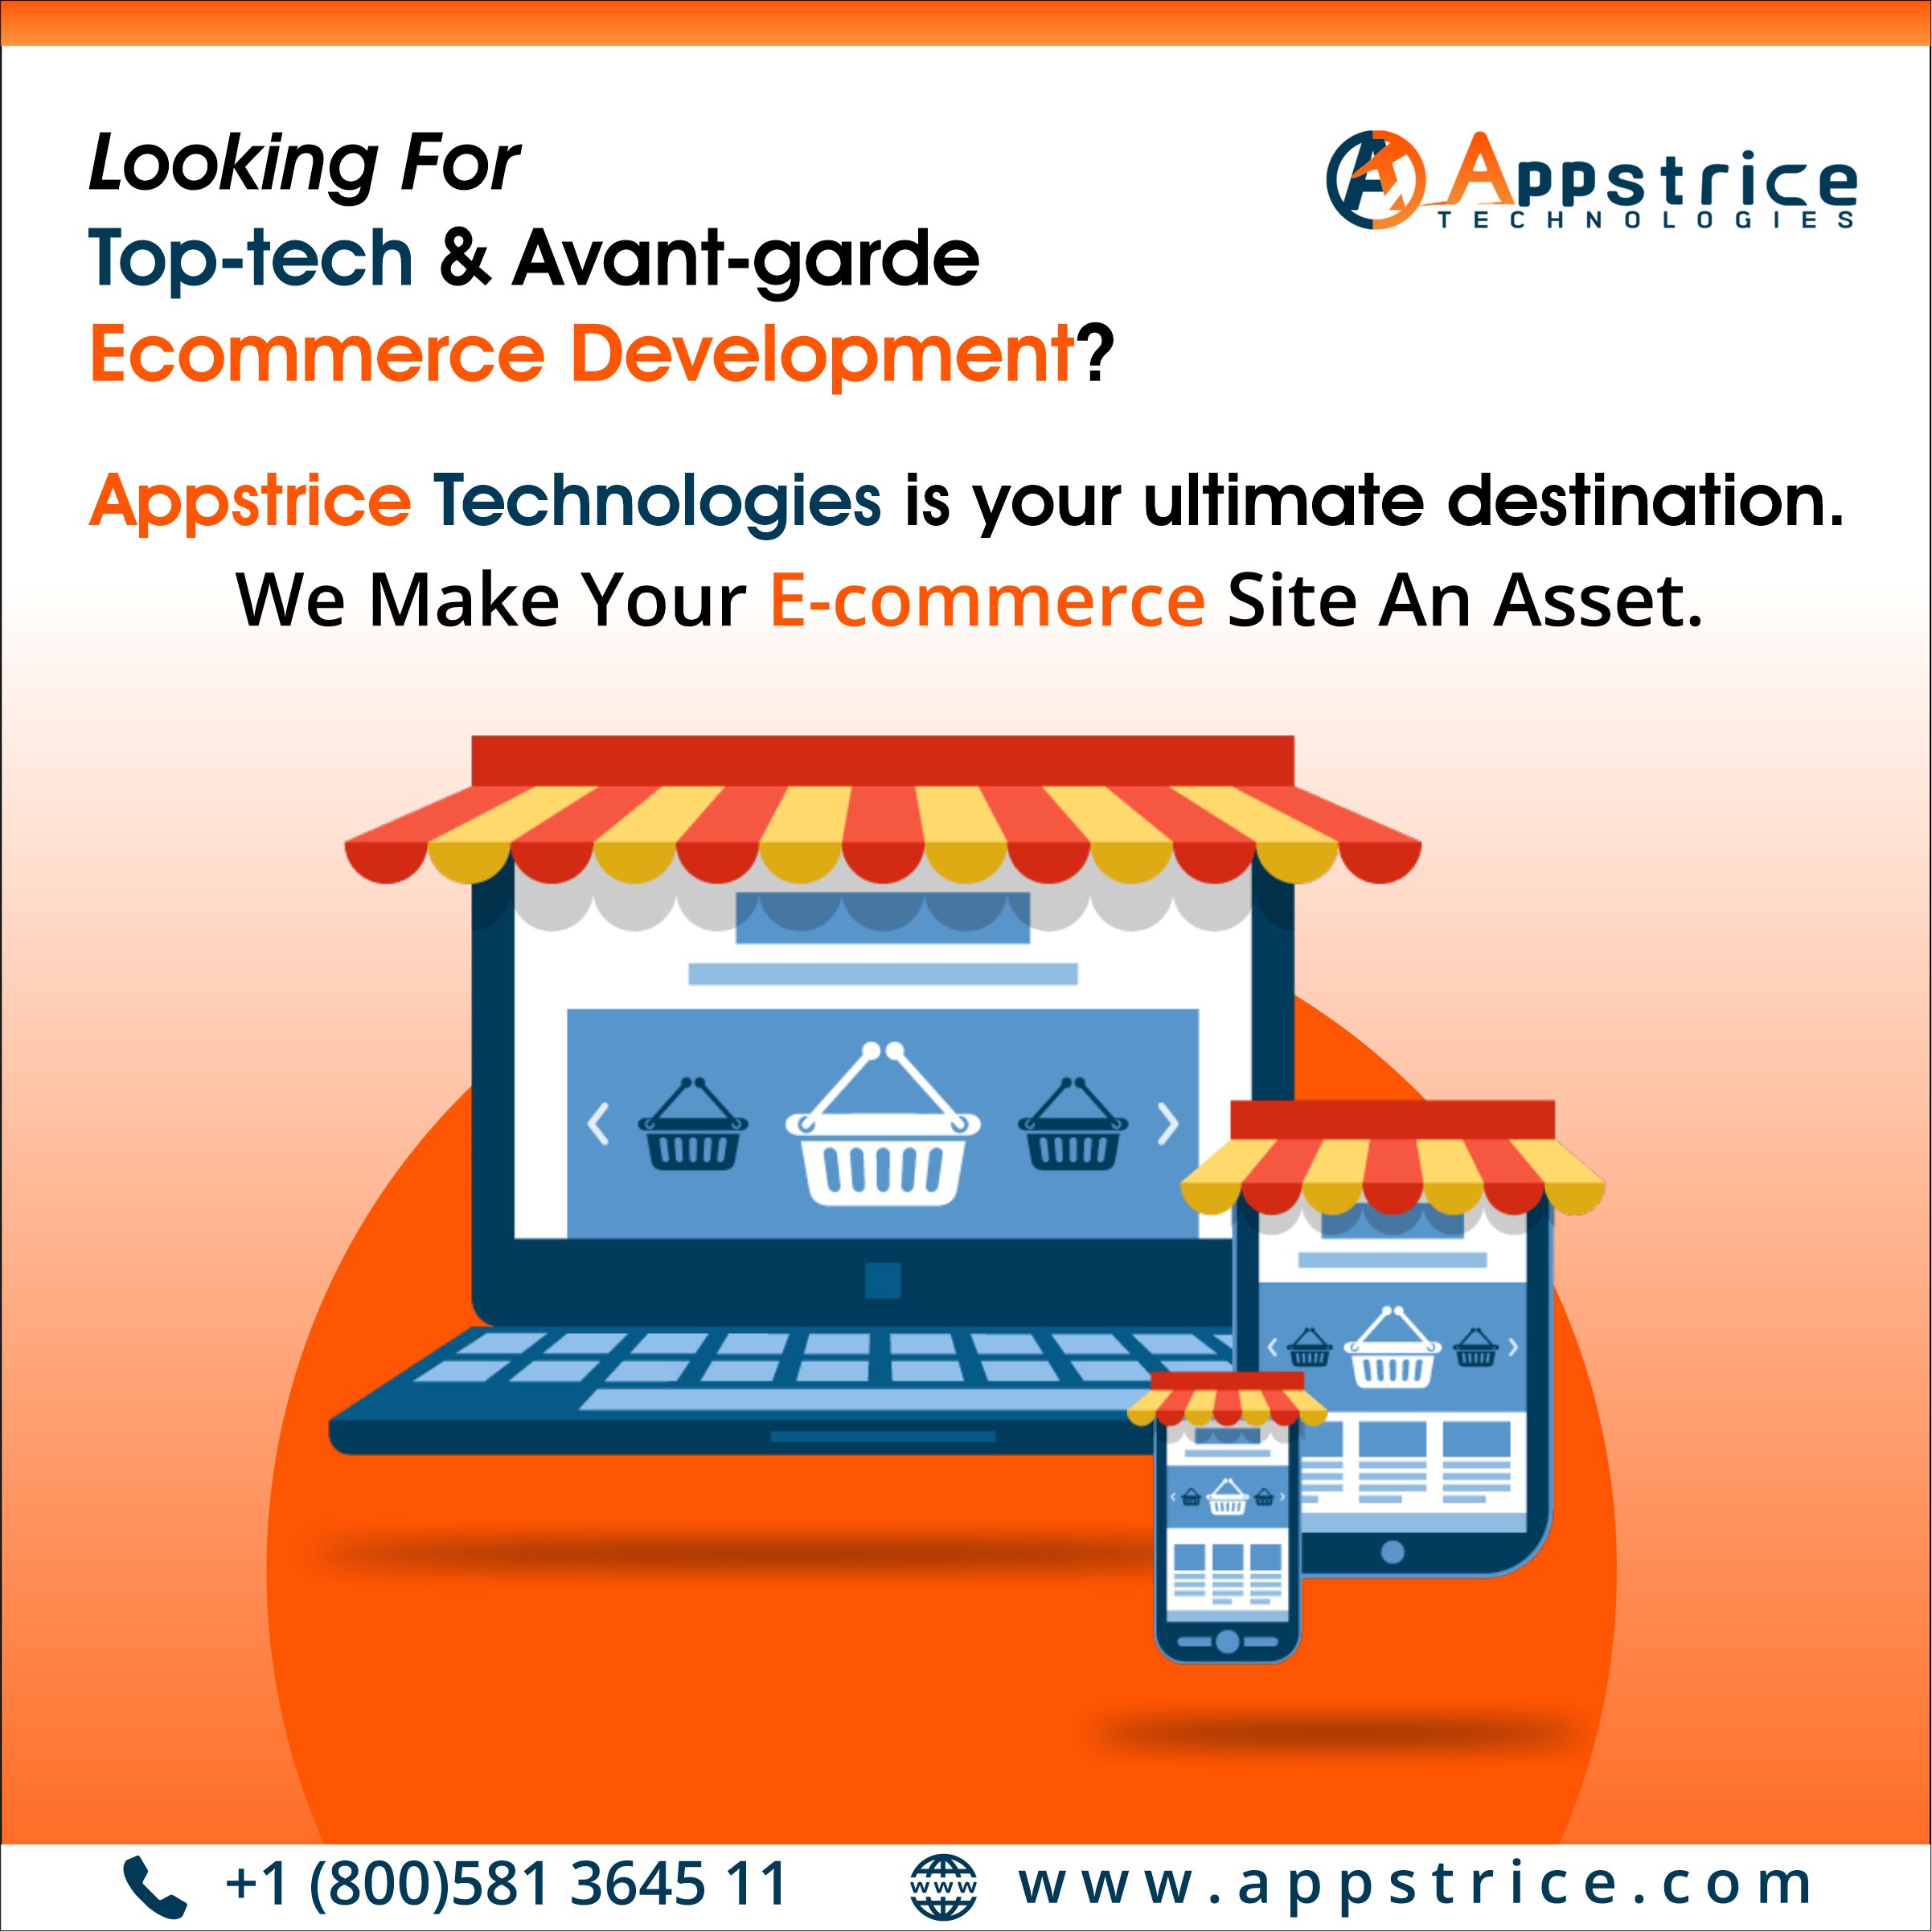 Looking For
Appstrice
TECHNOLOGIES
Top-tech & Avant-garde
Ecommerce Development?
Appstrice Technologies is your ultimate destination.
We Make Your E-commerce Site An Asset.
+1 (800)581 3645 11
www
www.appstrice.com